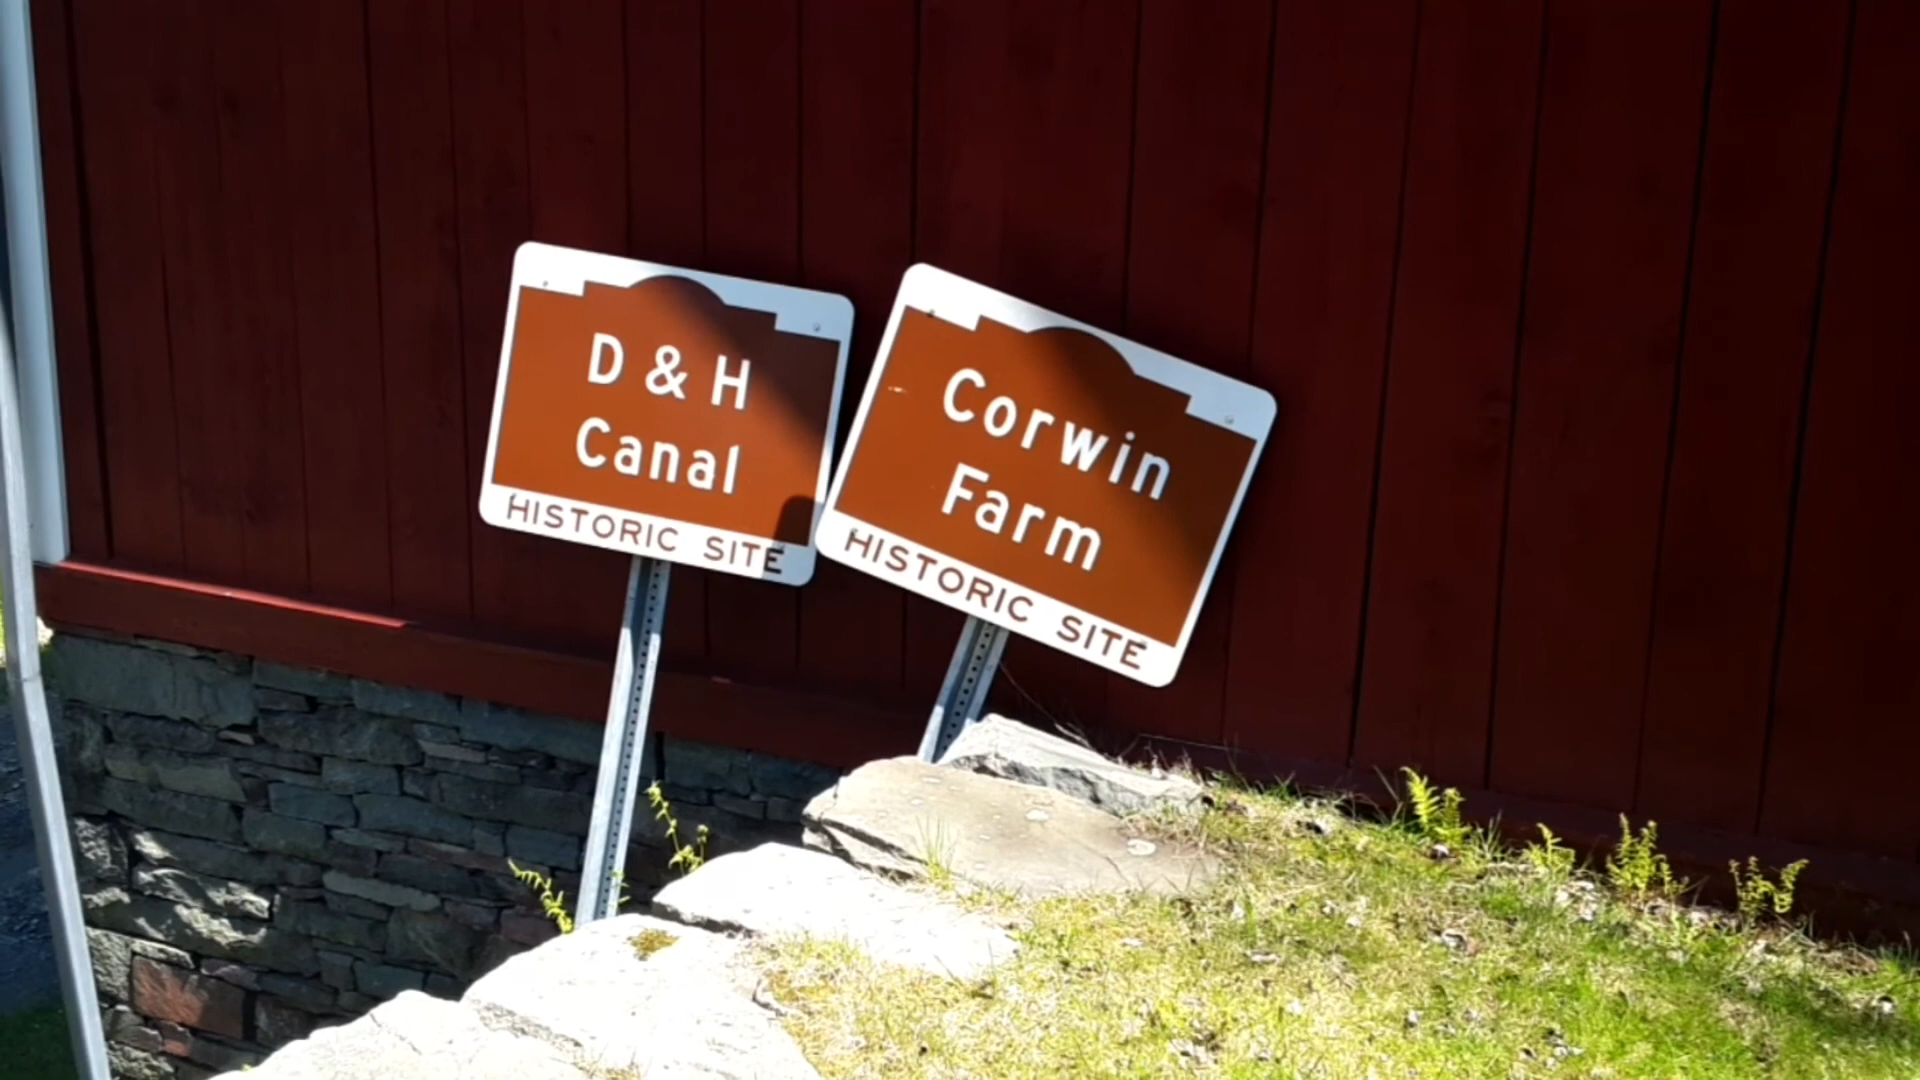 D & H
Canal
HISTORIC SITE
Corwin
Farm
HISTORIC SITE